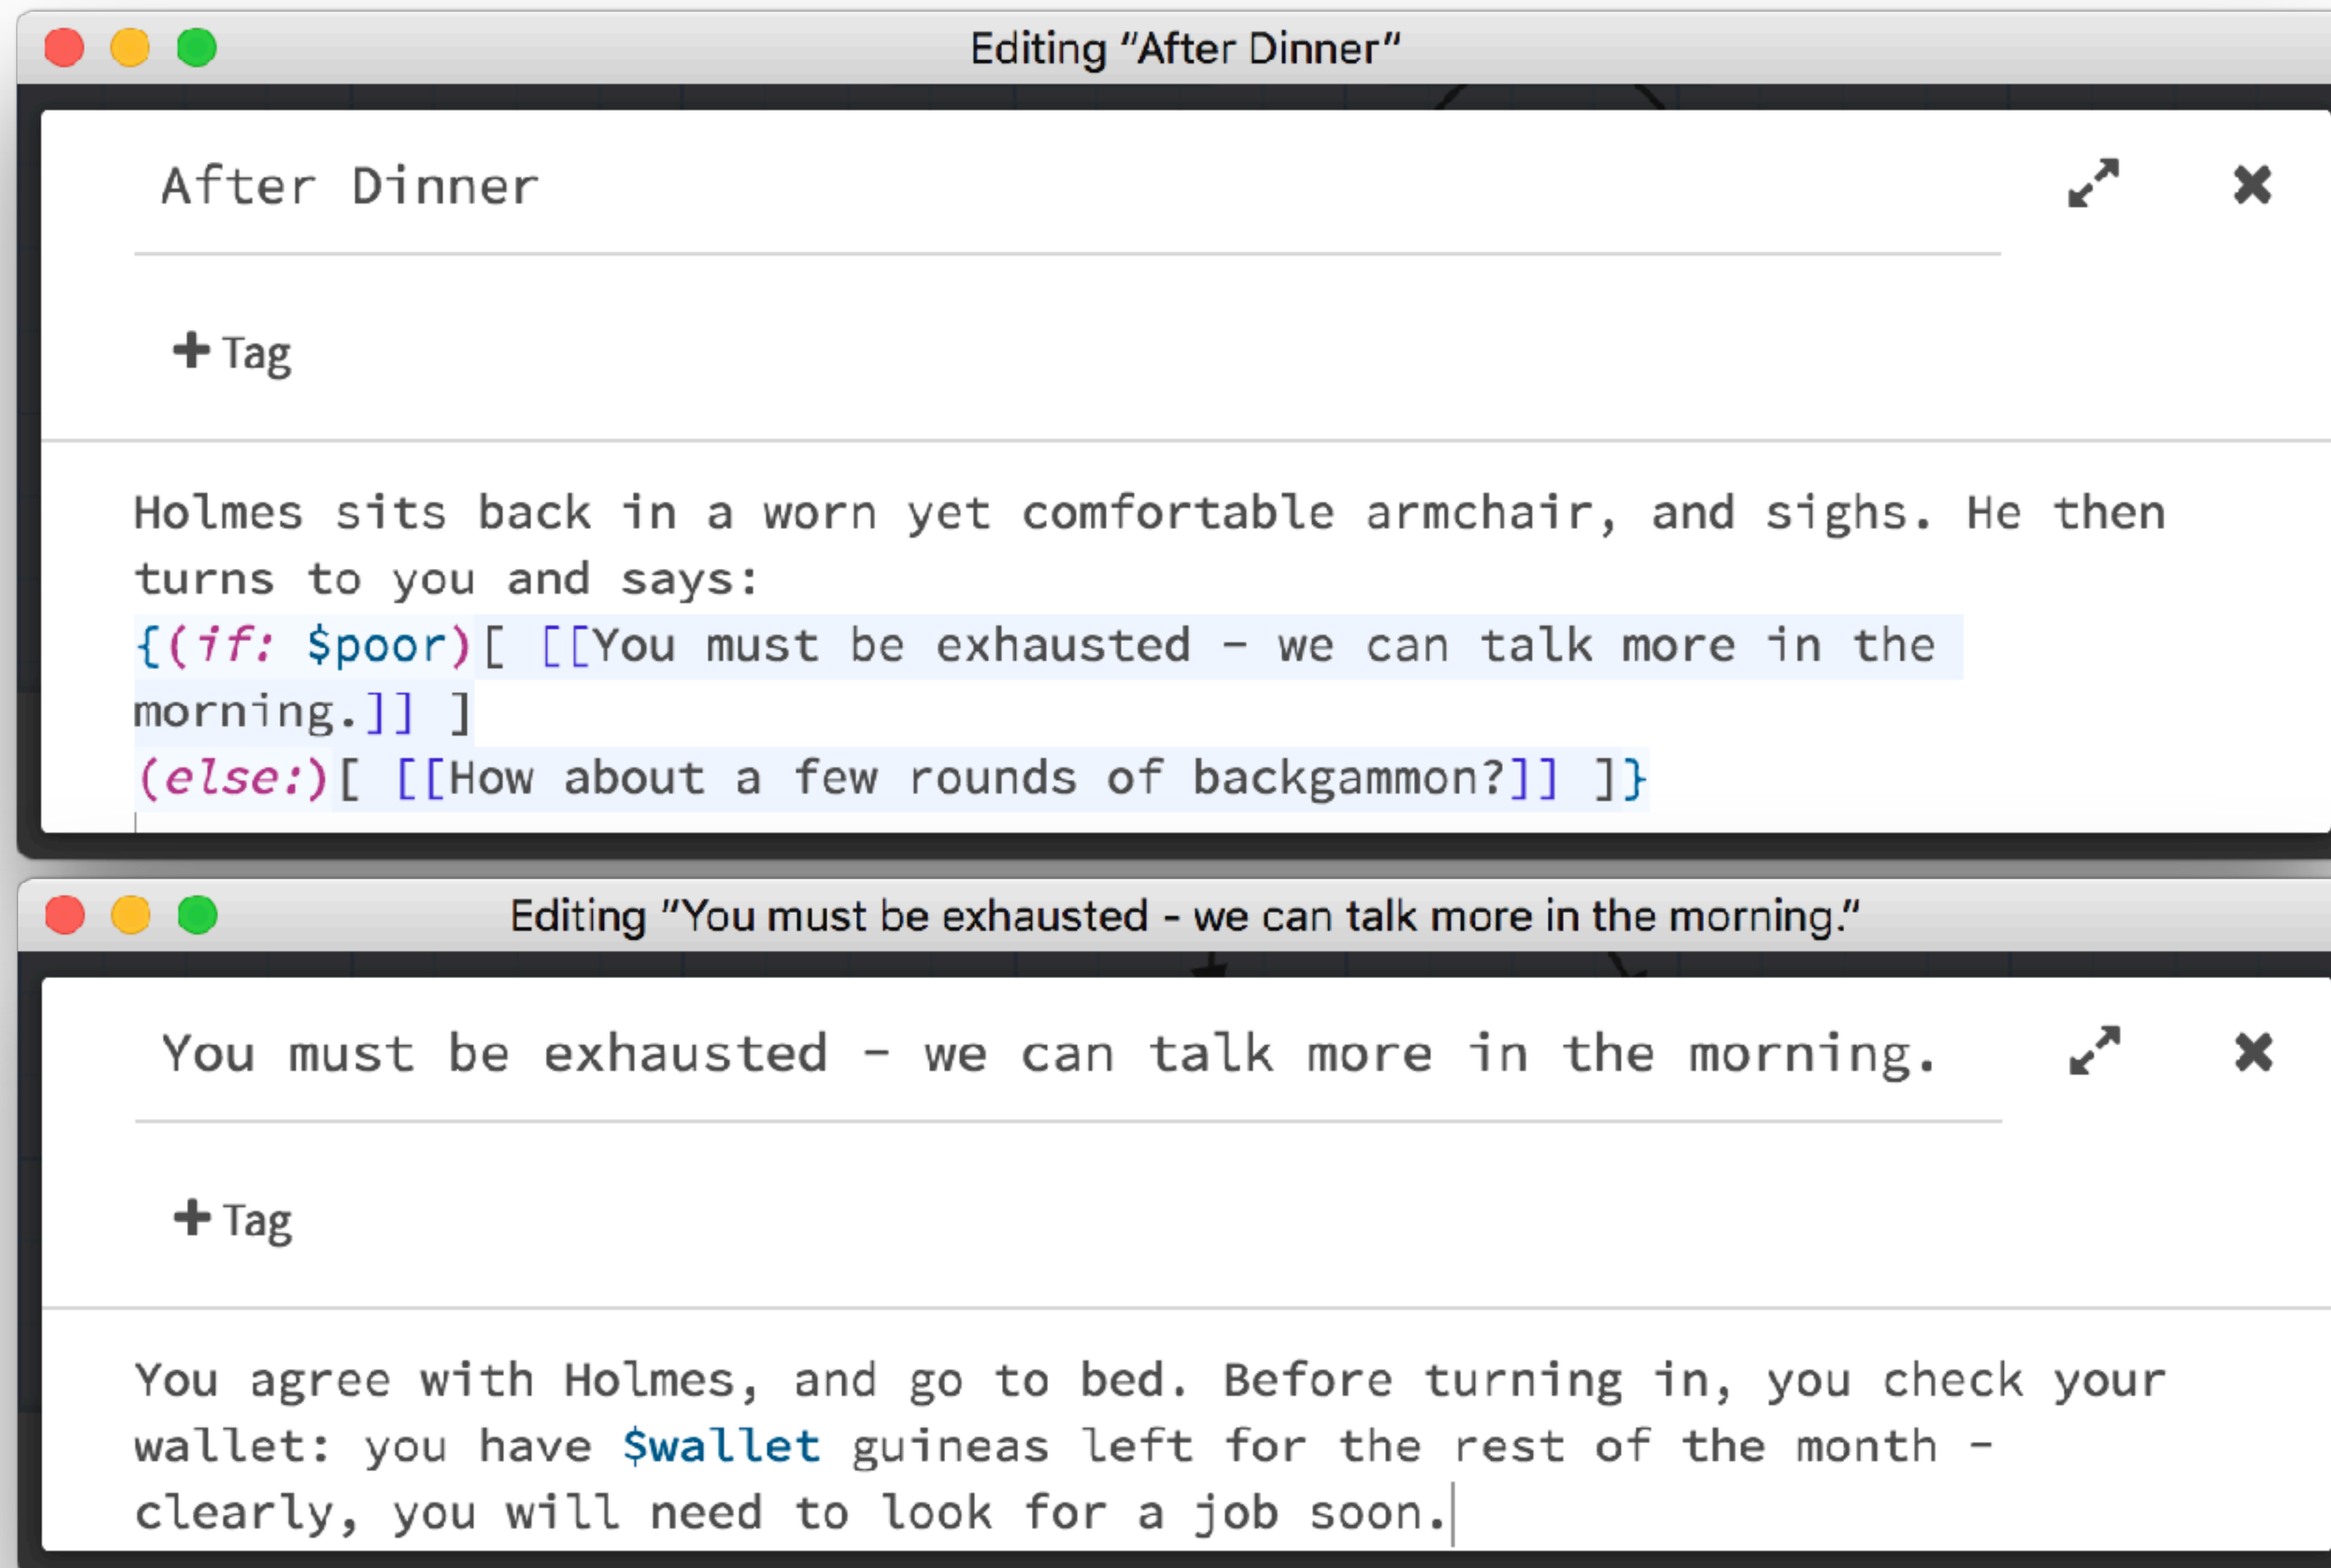 Editing “After Dinner”
After Dinner
Tag
Holmes sits back in a worn yet comfortable armchair, and sighs. He then
turns to you and says:
{(if: $poor)[ [[You must be exhausted - we can talk more in the
morning.]] ]
(else:)[ [[How about a few rounds of backgammon?]] ]}
Editing “You must be exhausted - we can talk more in the morning.”
You must be exhausted - we can talk more in the morning.
Tag
You agree with Holmes, and go to bed. Before turning in, you check your
wallet: you have $wallet guineas left for the rest of the month -
clearly, you will need to look for a job soon.